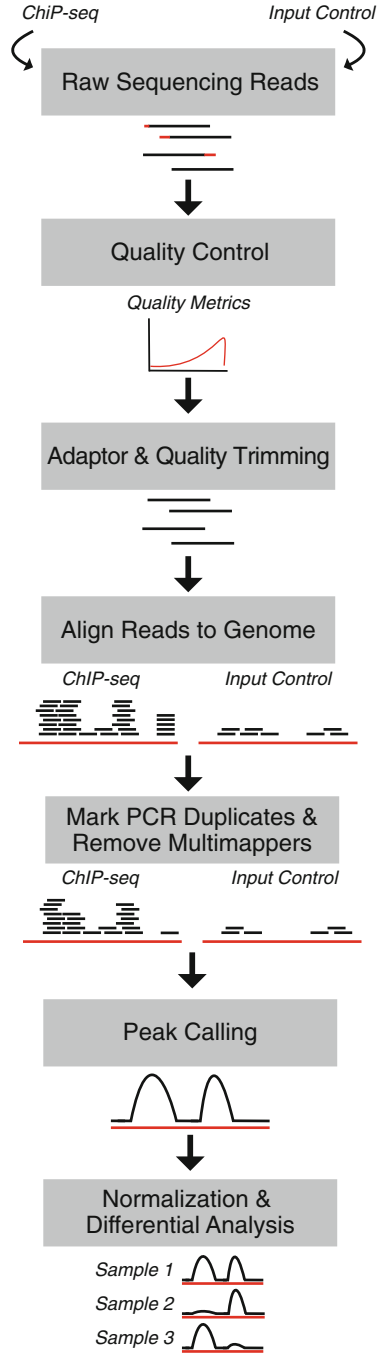 ChiP-seq
Input Control
Raw Sequencing Reads
Quality Control
Quality Metrics
Adaptor & Quality Trimming
Align Reads to Genome
ChIP-seq
Input Control
Mark PCR Duplicates &
Remove Multimappers
ChIP-seq
Input Control
Peak Calling
Normalization &
Differential Analysis
Sample 1
Sample 2
Sample 3